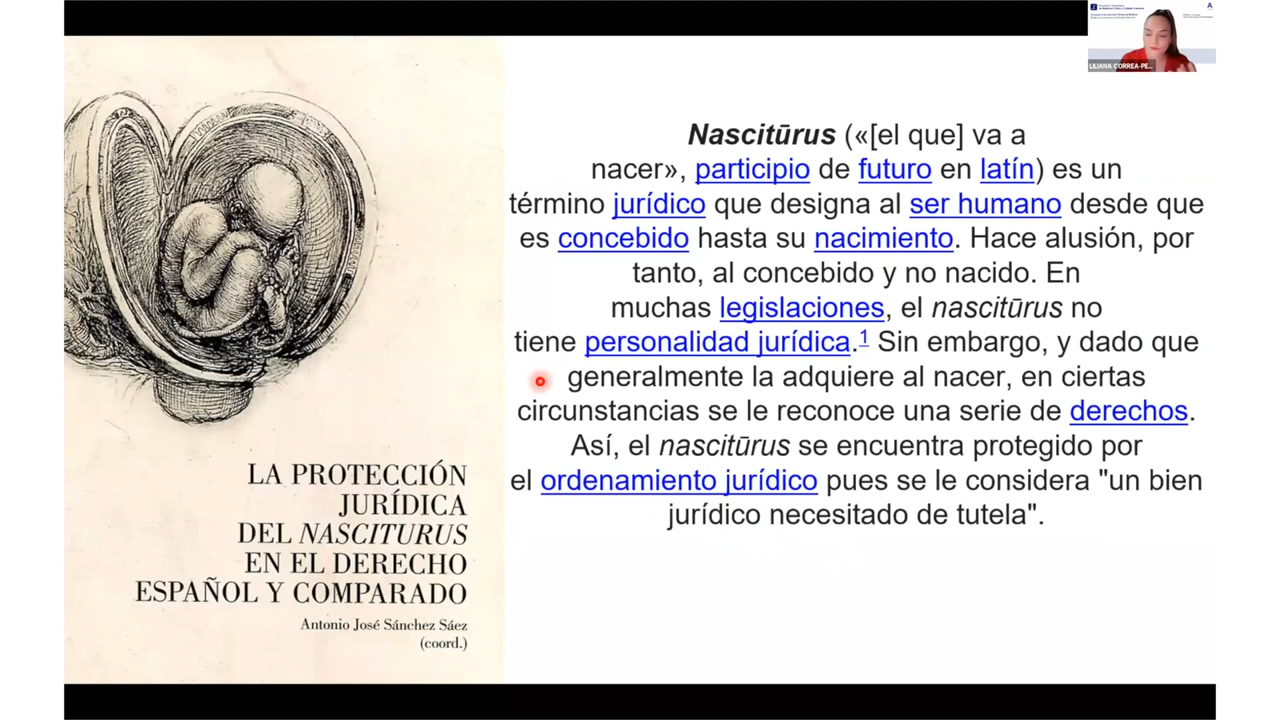 LA PROTECCIÓN
JURÍDICA
DEL NASCITURUS
EN EL DERECHO
ESPAÑOL Y COMPARADO
Antonio José Sánchez Sáez
(coord.)
Nascitūrus («[el que] va a
nacer», participio de futuro en latín) es un
término jurídico que designa al ser humano desde que
es concebido hasta su nacimiento. Hace alusión, por
tanto, al concebido y no nacido. En
muchas legislaciones, el nascitūrus no
tiene personalidad jurídica.1 Sin embargo, y dado que
generalmente la adquiere al nacer, en ciertas
circunstancias se le reconoce una serie de derechos.
Así, el nascitūrus se encuentra protegido por
el ordenamiento jurídico pues se le considera "un bien
jurídico necesitado de tutela".
LILIANA CORREA-PE...